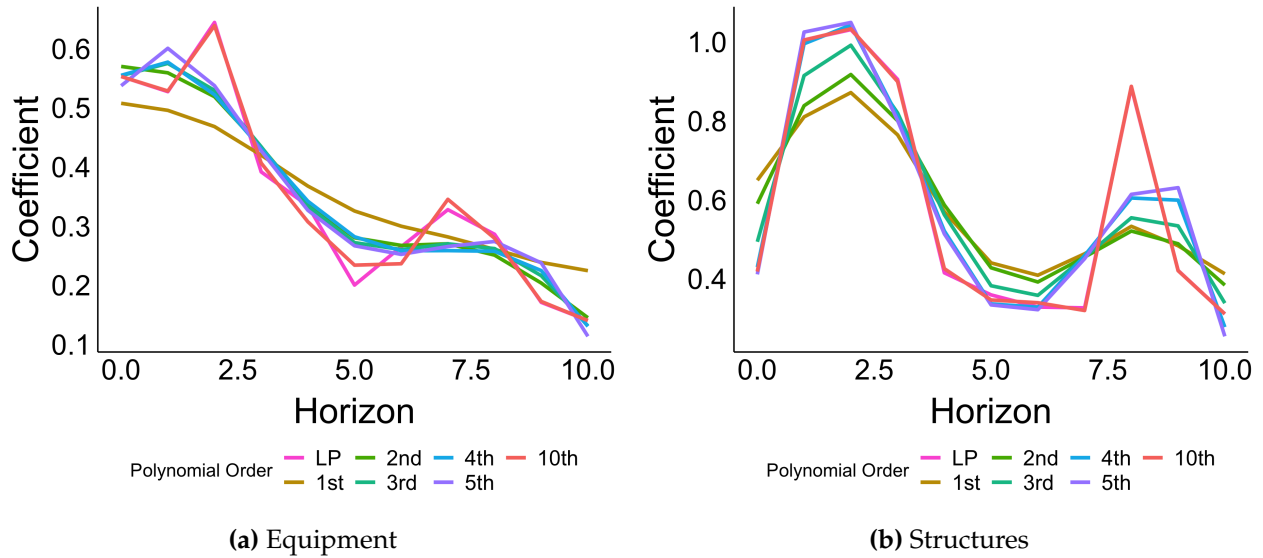 0.6
0.5
0.4
0.3
0.2
0.1
Coefficient
0.0 2.5 5.0 7.5 10.0
Horizon
Polynomial Order
LP 2nd 4th 10th
1st 3rd 5th
(a) Equipment
1.0
0.8
0.6
0.4
Coefficient
0.0 2.5 5.0 7.5 10.0
Horizon
Polynomial Order
LP 2nd 4th 10th
1st 3rd 5th
(b) Structures